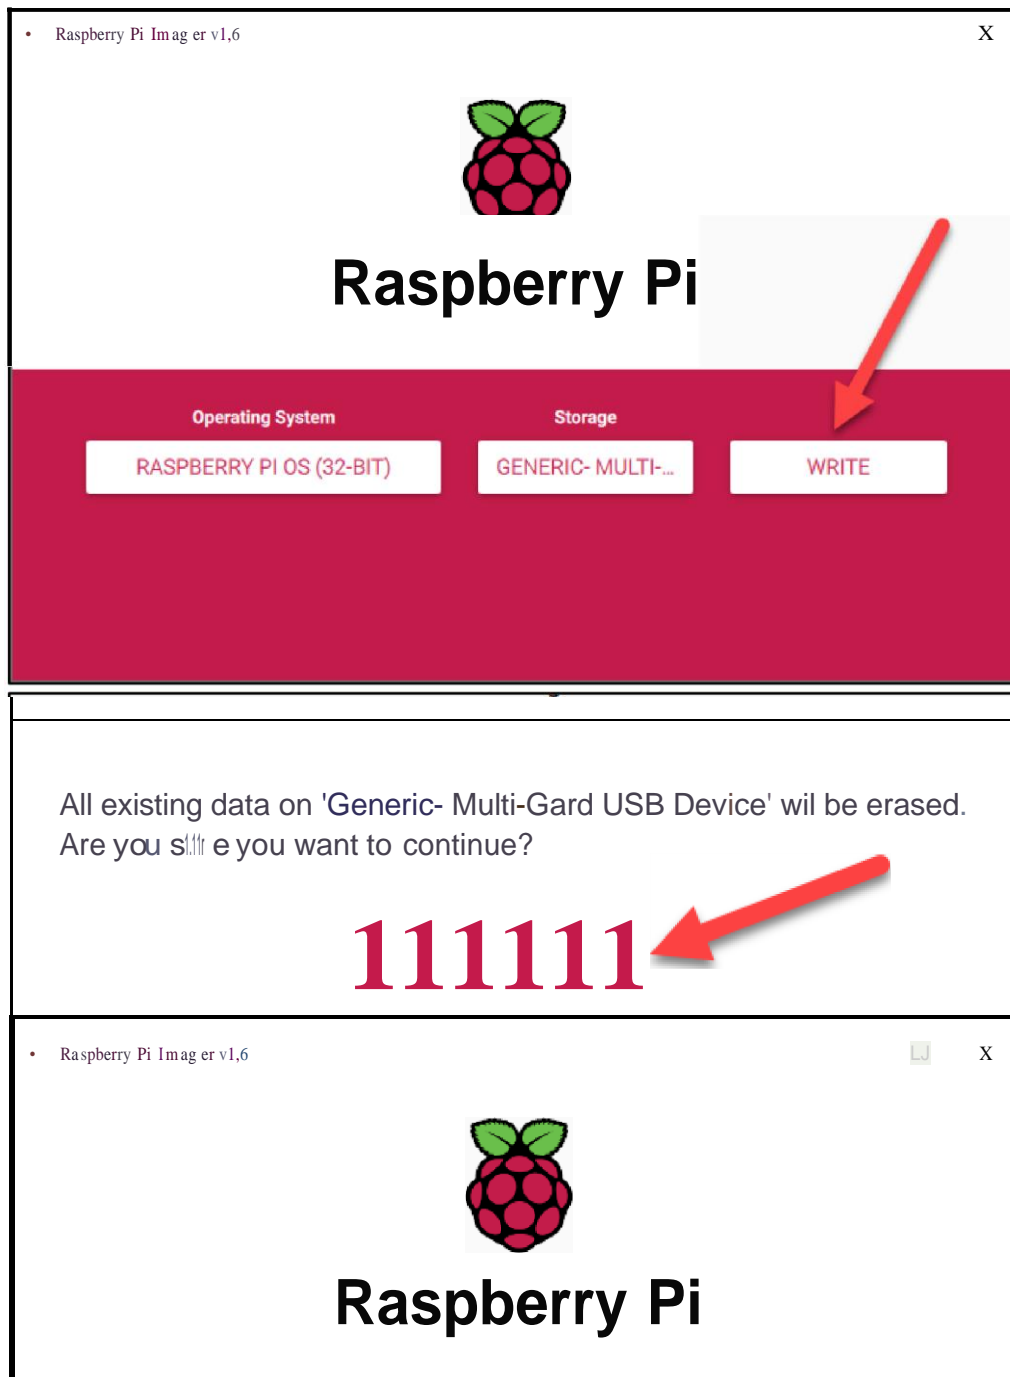 • Raspberry Pi Imag er v1,6 X
Raspberry Pi
Operating System Storage
RASPBERRY PI OS (32-BIT) GENERIC- MULTI-... WRITE
All existing data on 'Generic- Multi-Gard USB Device' wil be erased.
Are you e you want to continue?
111111
• Raspberry Pi Imag er v1,6 LJ X
Raspberry Pi